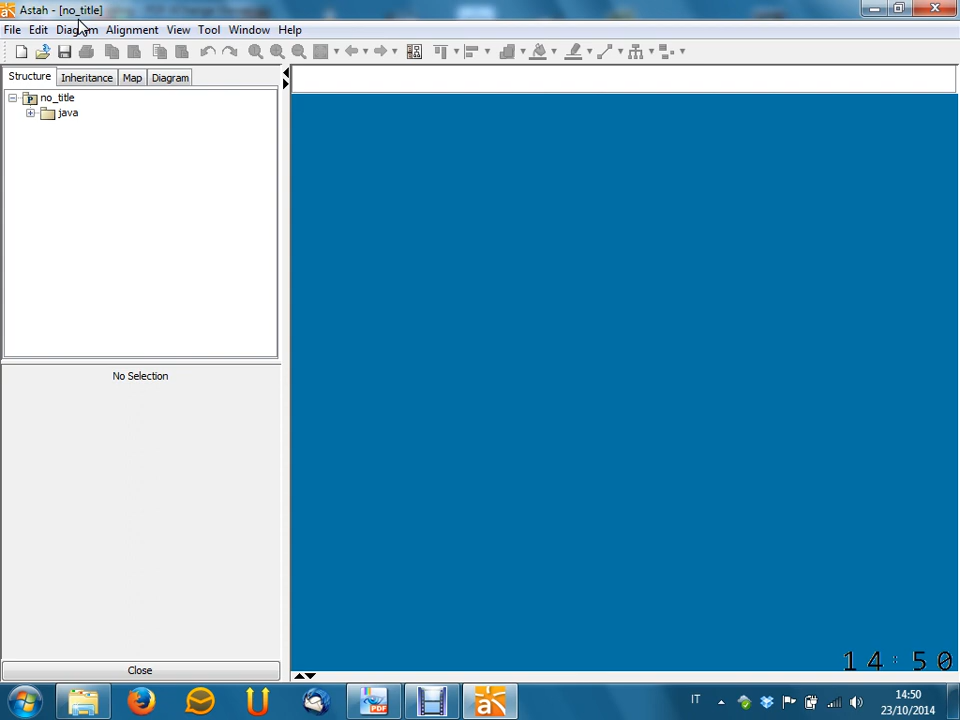 Astah - [no_title]
File Edit Diagram Alignment View Tool Window Help
Structure Inheritance Map Diagram
no_title
java
No Selection
Close
14:50
IT
14:50
23/10/2014